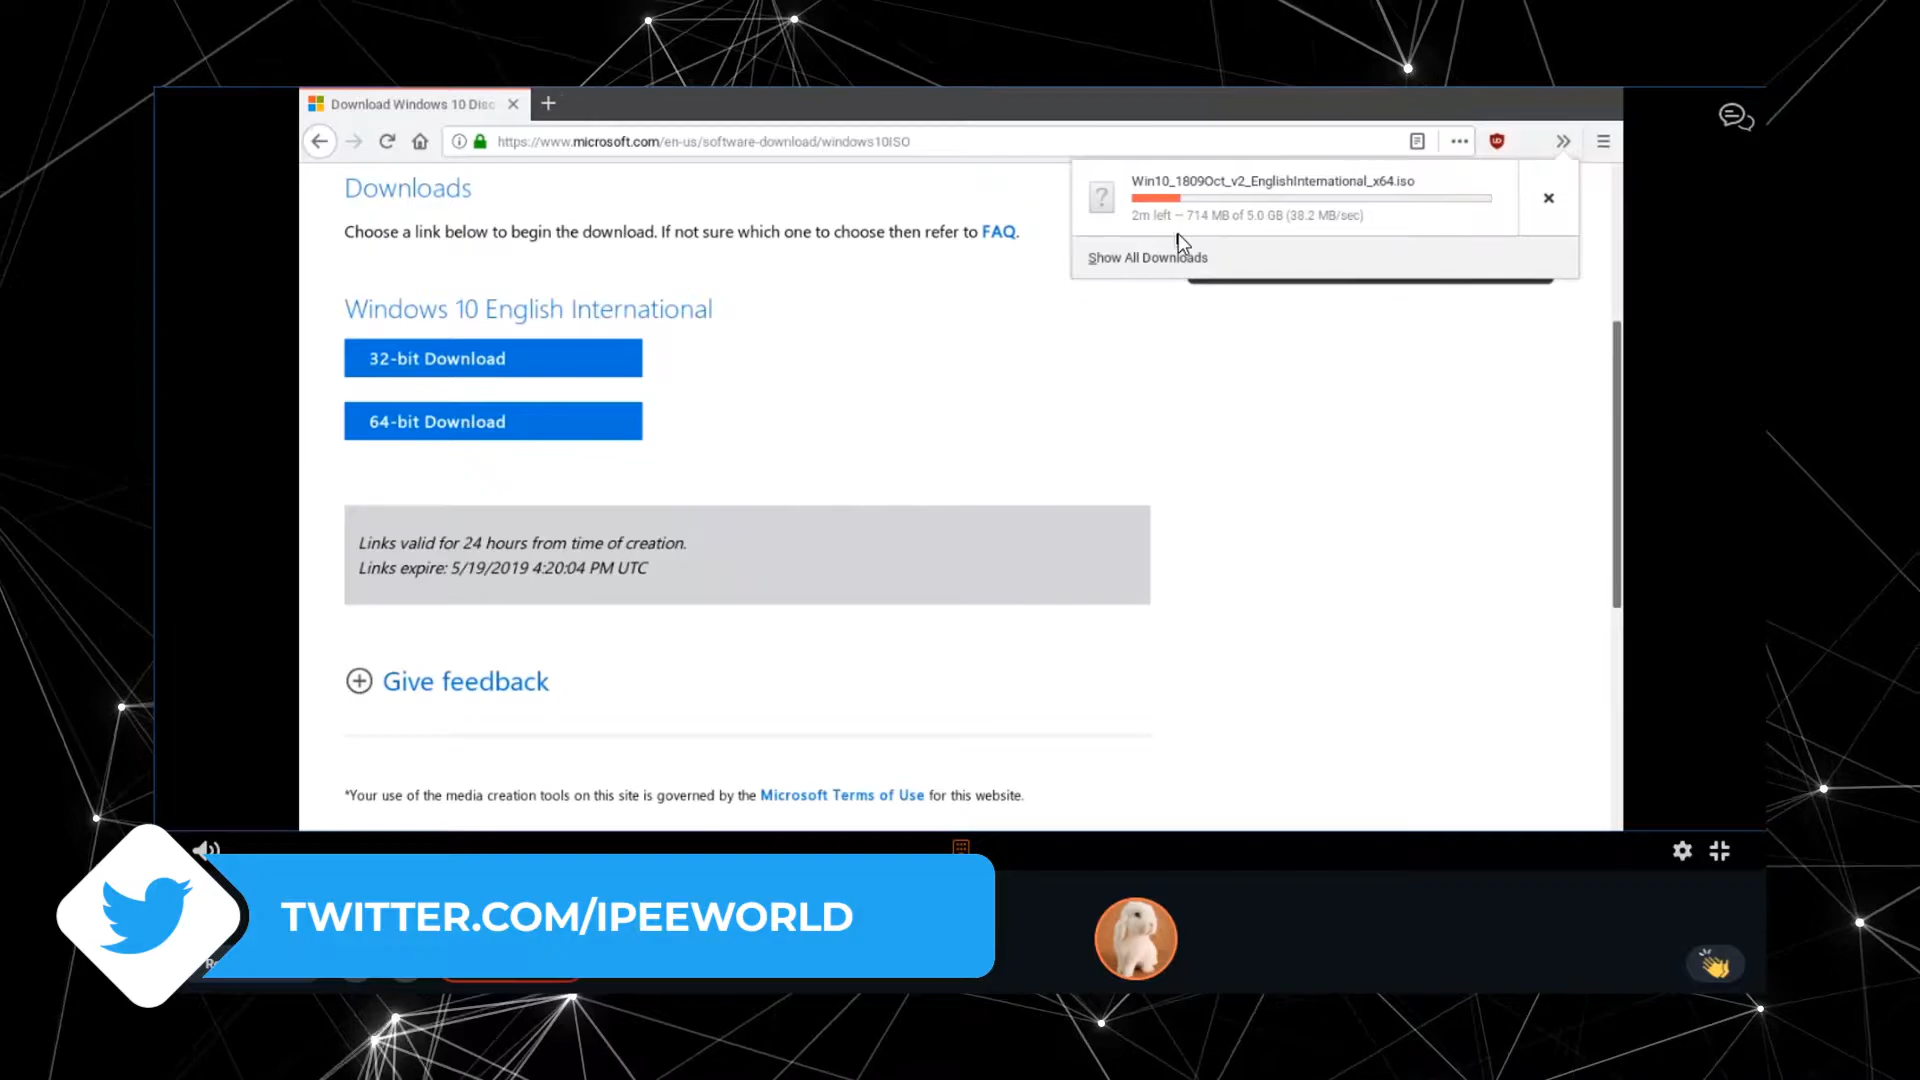 Download Windows 10 Disc
https://www.microsoft.com/en-us/software-download/windows10ISO
Win10_1809Oct_v2_EnglishInternational_x64.iso
2m left — 714 MB of 5.0 GB (38.2 MB/sec)
Show All Downloads
Downloads
Choose a link below to begin the download. If not sure which one to choose then refer to FAQ.
Windows 10 English International
32-bit Download
64-bit Download
Links valid for 24 hours from time of creation.
Links expire: 5/19/2019 4:20:04 PM UTC
Give feedback
*Your use of the media creation tools on this site is governed by the Microsoft Terms of Use for this website.
TWITTER.COM/IPEEWORLD